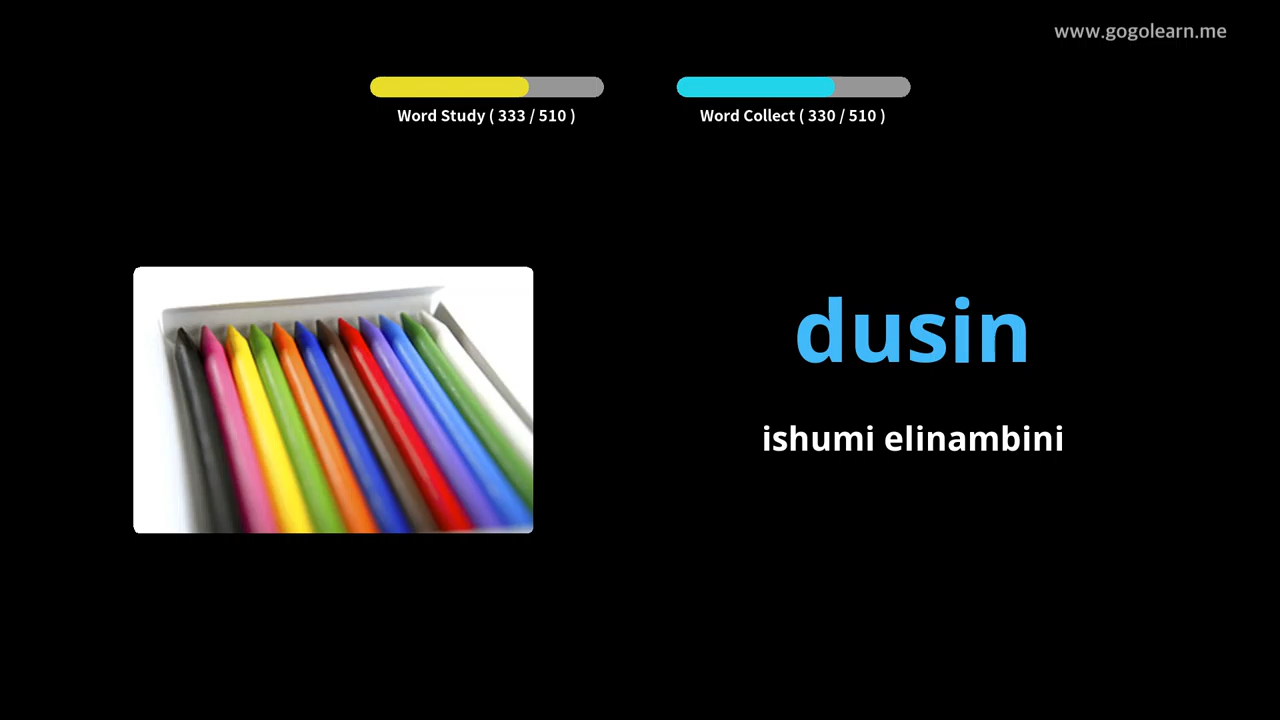 www.gogolearn.me
Word Study ( 333 / 510 )
Word Collect ( 330 / 510 )
dusin
ishumi elinambini